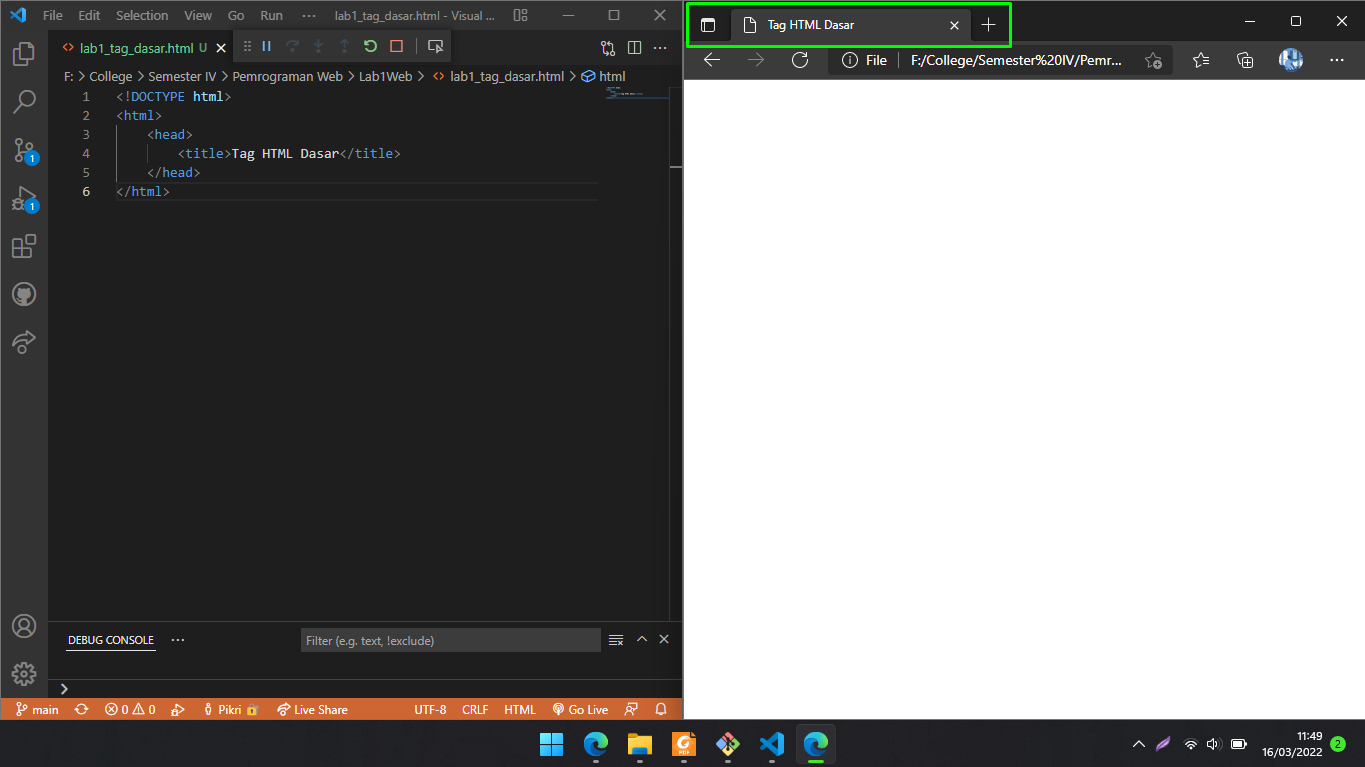 File Edit Selection View Go Run ··· lab1_tag_dasar.html - Visual ...
lab1_tag_dasar.html U
F: > College > Semester IV > Pemrograman Web > Lab1Web > lab1_tag_dasar.html > html
1 <!DOCTYPE html>
2 <html>
3 <head>
4 <title>Tag HTML Dasar</title>
5 </head>
6 </html>
1
1
DEBUG CONSOLE ···
Filter (e.g. text, !exclude)
main 0 0 Pikri Live Share UTF-8 CRLF HTML Go Live
Tag HTML Dasar
File F:/College/Semester%20IV/Pemr...
PDF
11:49
16/03/2022 2